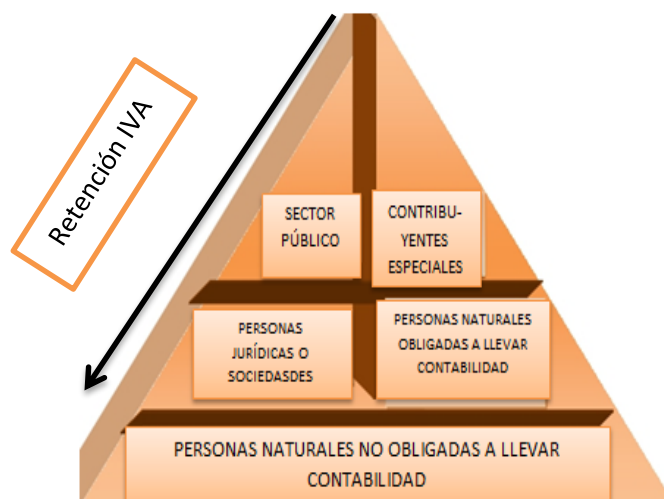 Retención IVA
SECTOR
PÚBLICO
CONTRIBU-
YENTES
ESPECIALES
PERSONAS
JURÍDICAS O
SOCIEDASDES
PERSONAS NATURALES
OBLIGADAS A LLEVAR
CONTABILIDAD
PERSONAS NATURALES NO OBLIGADAS A LLEVAR
CONTABILIDAD